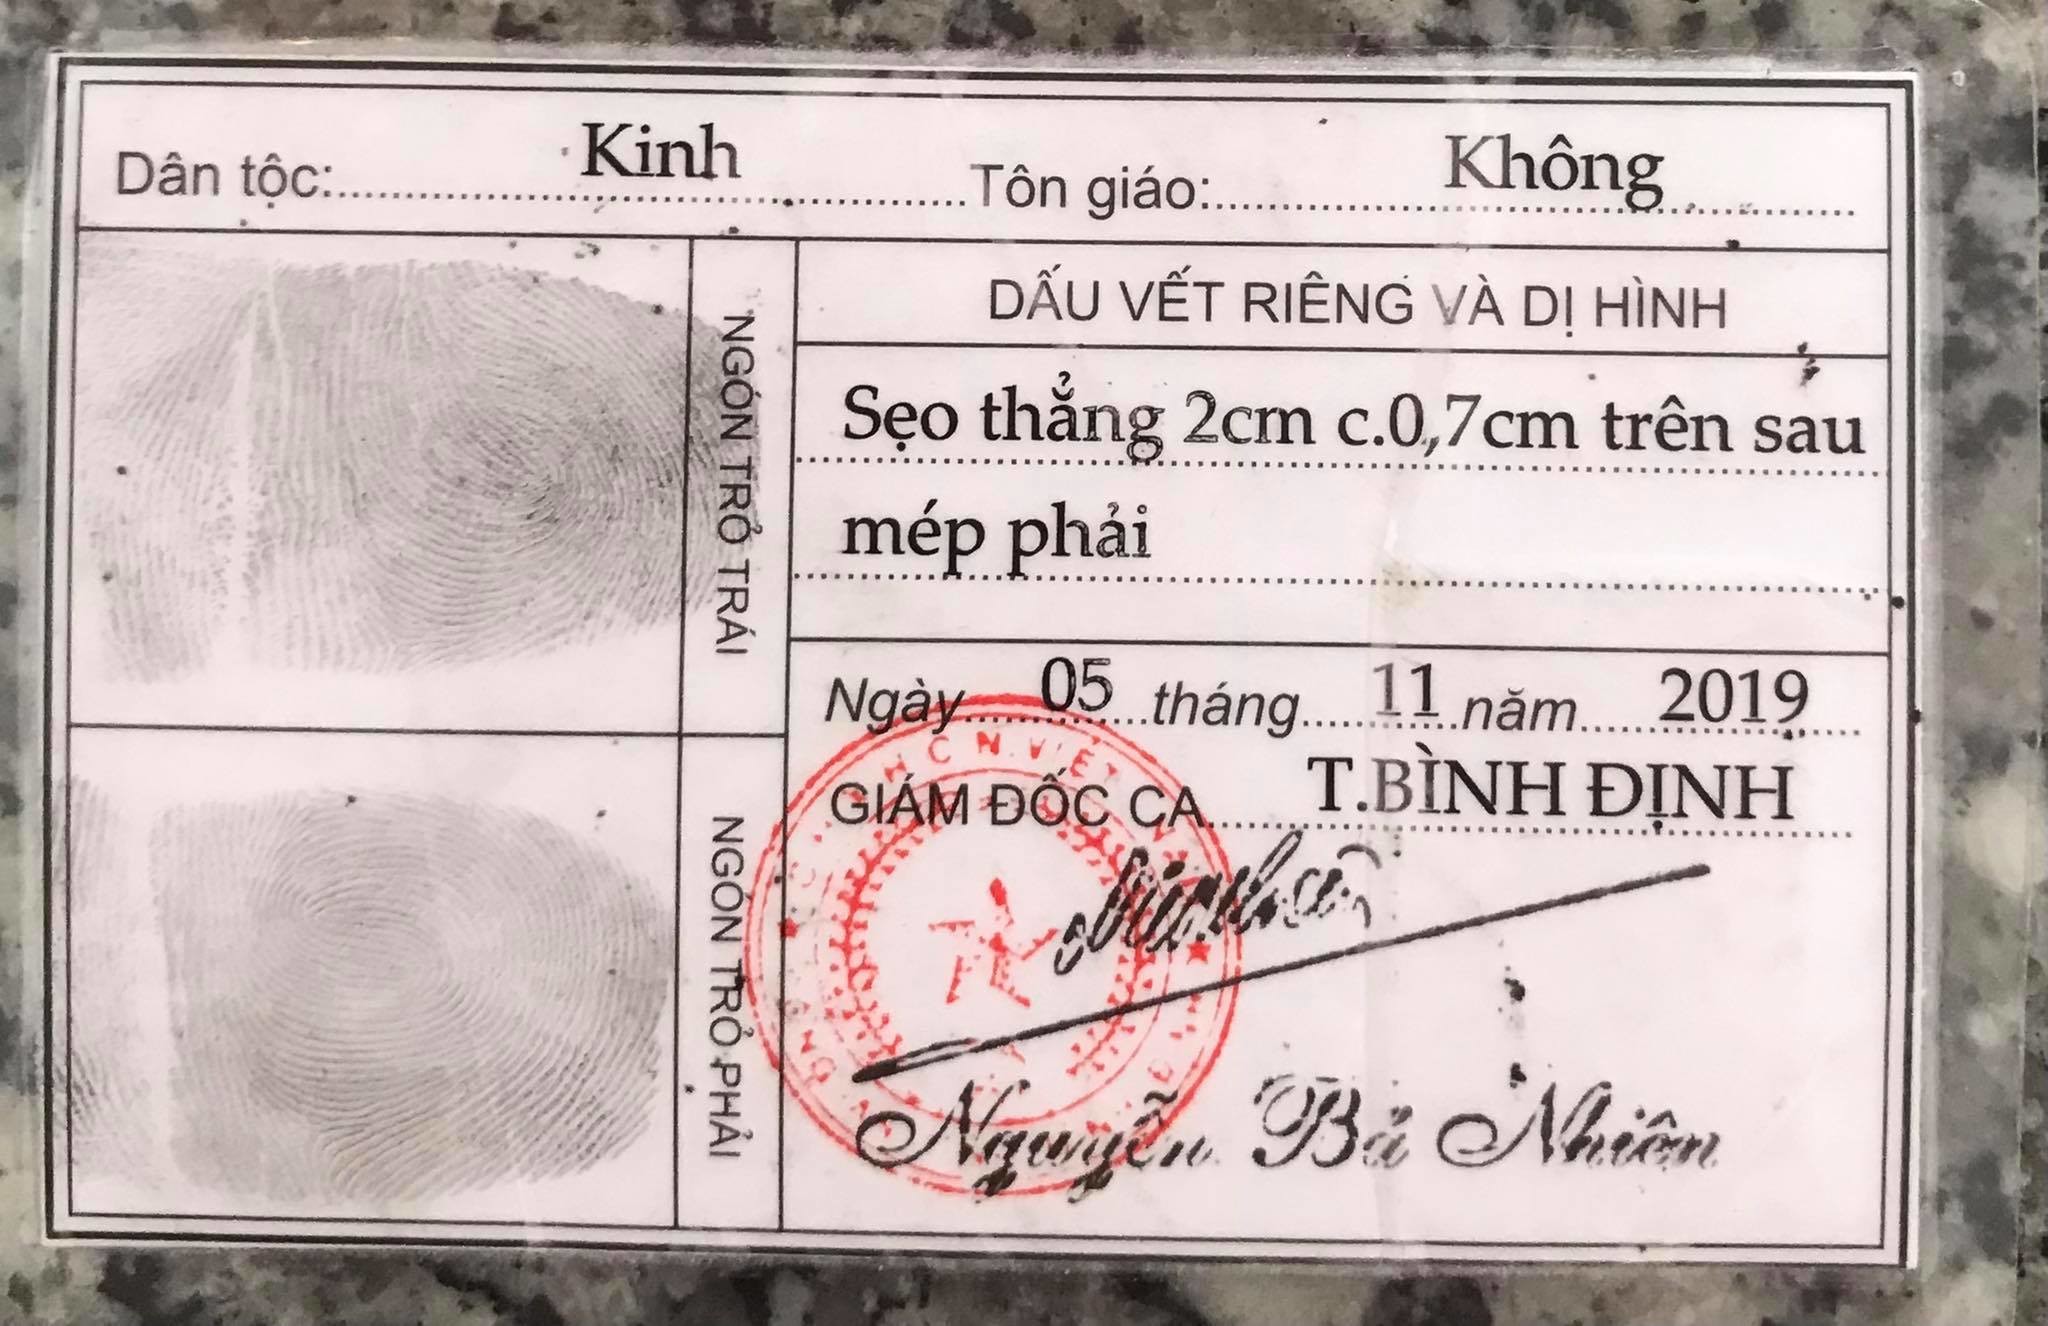 Dân tộc: Kinh Tôn giáo: Không
NGÓN TRỎ TRÁI
DẤU VẾT RIÊNG VÀ DỊ HÌNH
Sẹo thẳng 2cm c.0,7cm trên sau
mép phải
Ngày 05 tháng 11 năm 2019
GIÁM ĐỐC CA T.BÌNH ĐỊNH
NGÓN TRỎ PHẢI
Nguyễn Bá Nhiên